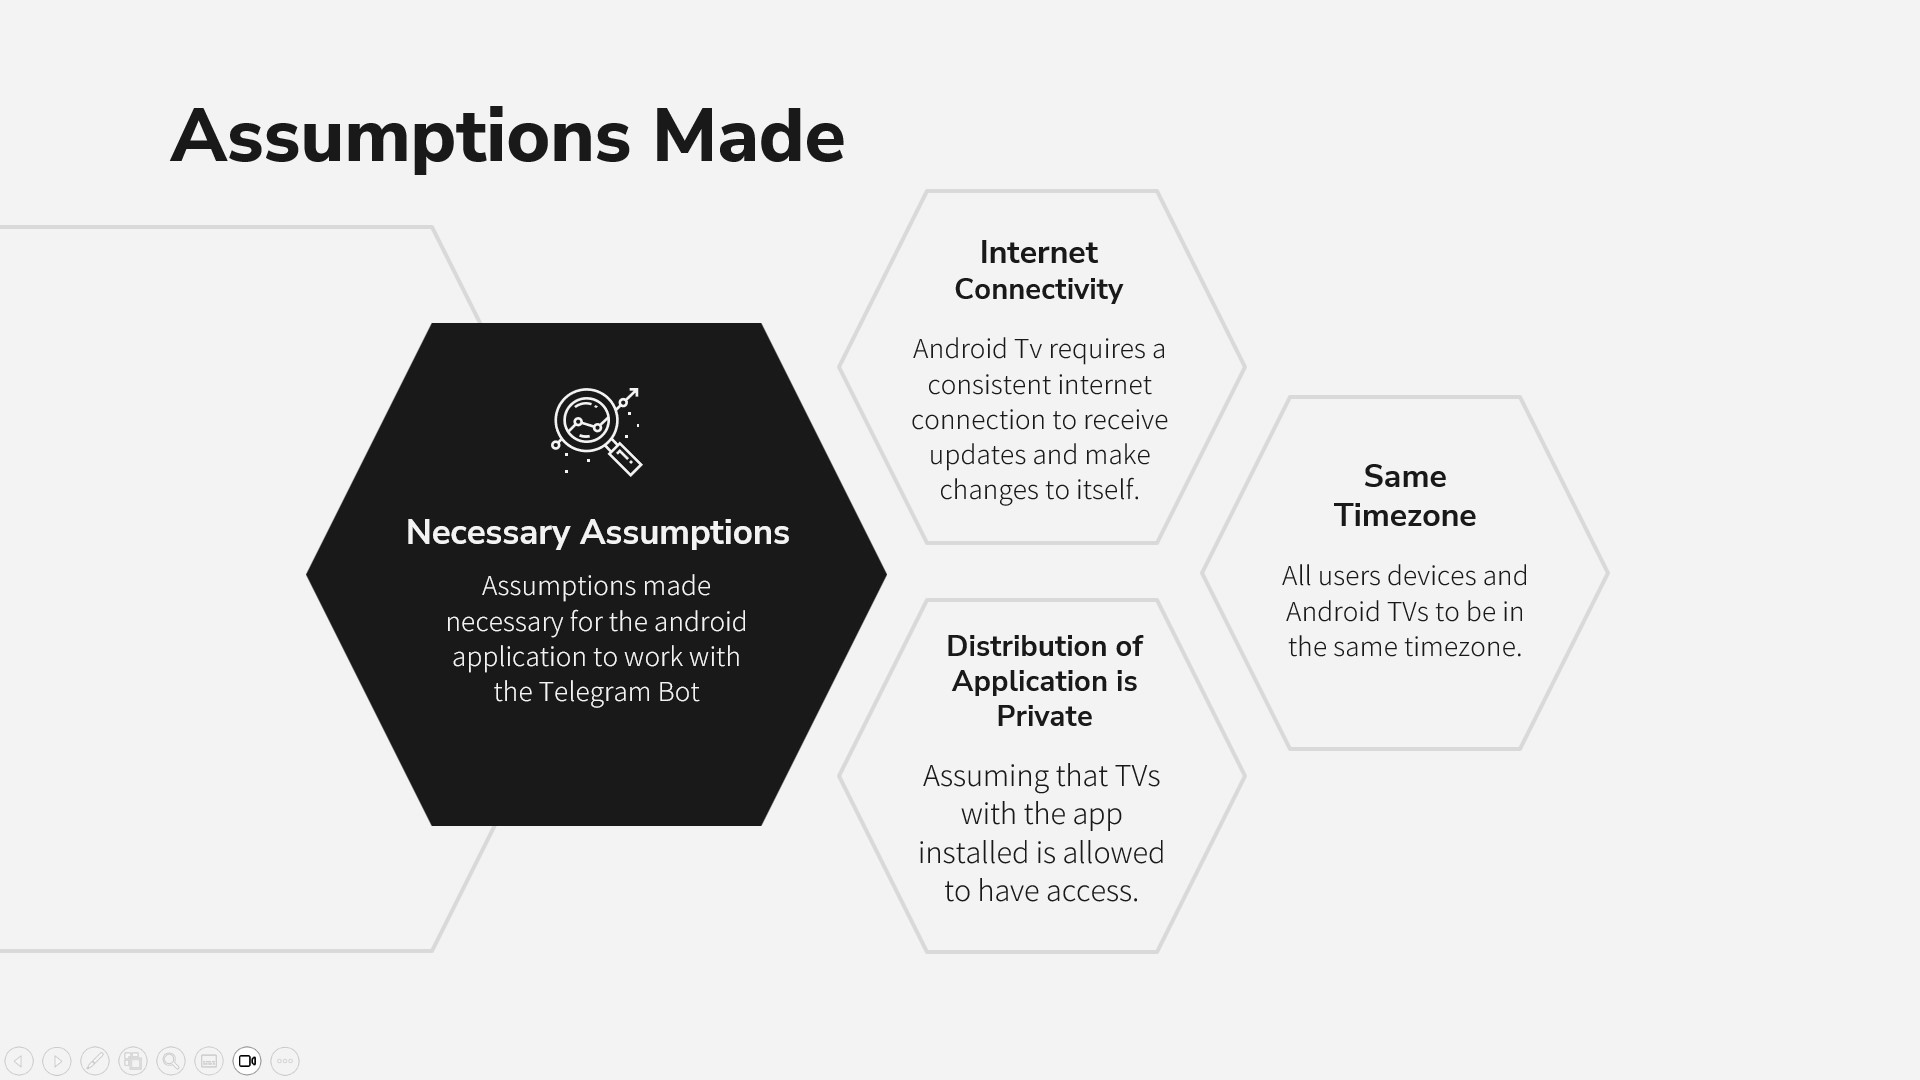 Assumptions Made
Necessary Assumptions
Assumptions made
necessary for the android
application to work with
the Telegram Bot
Internet
Connectivity
Android Tv requires a
consistent internet
connection to receive
updates and make
changes to itself.
Distribution of
Application is
Private
Assuming that TVs
with the app
installed is allowed
to have access.
Same
Timezone
All users devices and
Android TVs to be in
the same timezone.